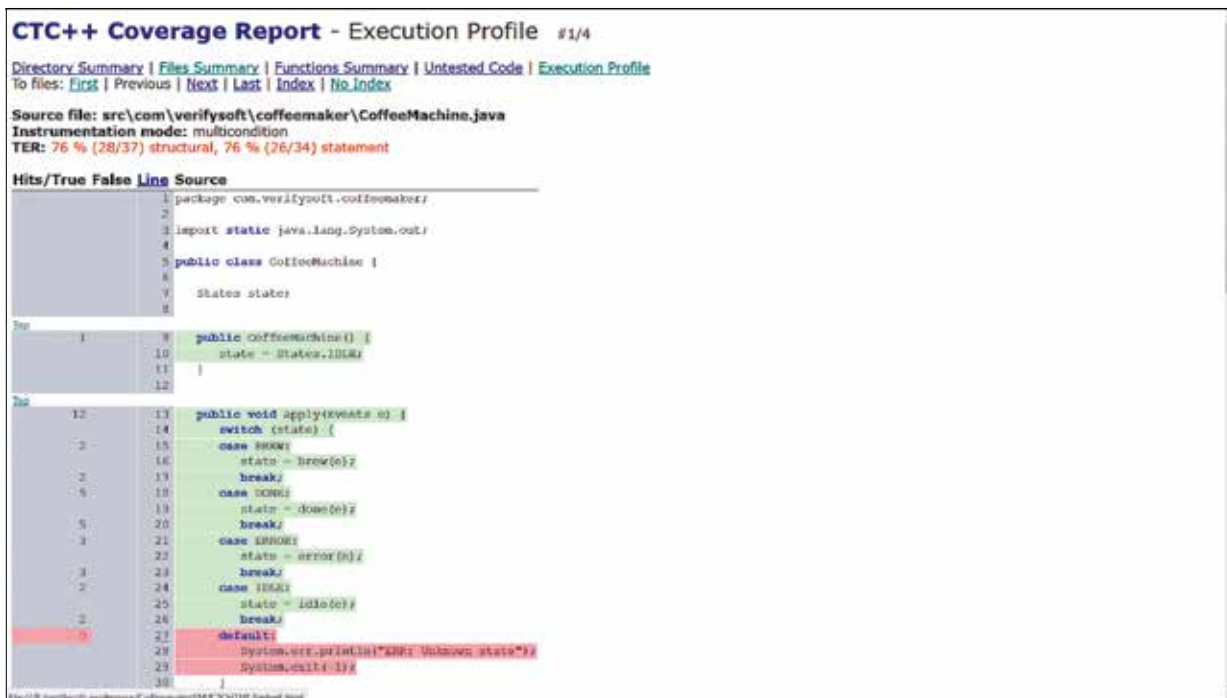 CTC++ Coverage Report - Execution Profile #1/4
Directory Summary | Files Summary | Functions Summary | Untested Code | Execution Profile
To files: First | Previous | Next | Last | Index | No Index
Source file: src\com\verifysoft\coffeemaker\CoffeeMachine.java
Instrumentation mode: multicondition
TER: 76 % (28/37) structural, 76 % (26/34) statement
Hits/True False Line Source
1 package com.verifysoft.coffeemaker;
2
3 import static java.lang.System.out;
4
5 public class CoffeeMachine {
6
7 States state;
8
Top
1 9 public CoffeeMachine() {
10 state = States.IDLE;
11 }
12
Top
12 13 public void apply(Events e) {
14 switch (state) {
2 15 case BREW:
16 state = brew(e);
2 17 break;
5 18 case DONE:
19 state = done(e);
5 20 break;
3 21 case ERROR:
22 state = error(e);
3 23 break;
2 24 case IDLE:
25 state = idle(e);
2 26 break;
0 27 default:
28 System.err.println("ERR: Unknown state");
29 System.exit(-1);
30 }